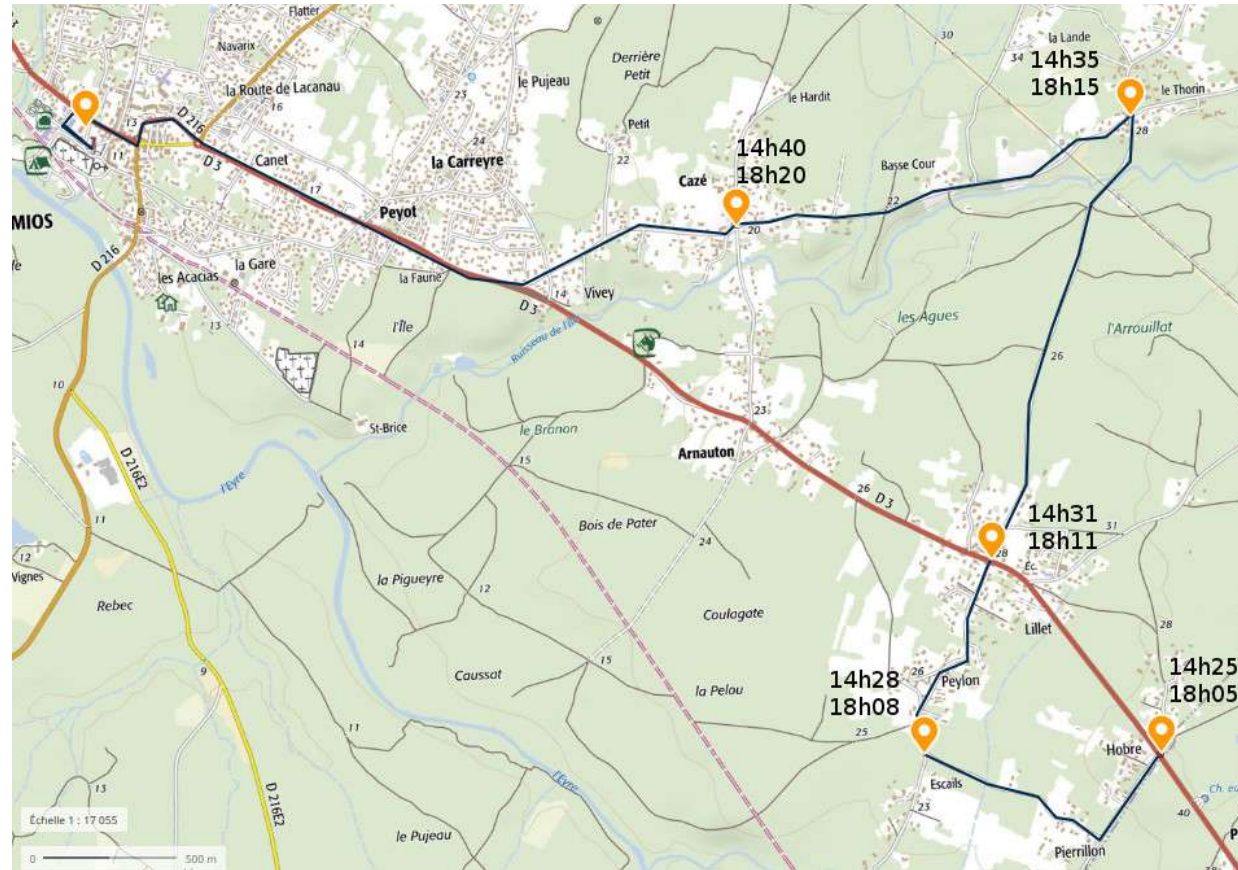 Flatter
la Lande
Navarix
Derrière
Petit
30
34
14h35
18h15
le Pujeau
la Route de Lacanau
23
le Hardit
le Thorin
16
D 216
13
11
D 3
Canet
24
Petit
22
28
la Carreyre
14h40
18h20
Basse Cour
17
Cazé
22
Peyot
20
MIOS
D 216
la Gare
les Acacias
la Faurie
14
Vivey
D 3
13
l'Île
14
les Agues
l'Arrouillat
Ruisseau de l'Ille
26
10
23
St-Brice
le Branon
Arnauton
D 216E2
15
l'Eyre
26
D 3
14h31
18h11
11
Bois de Pater
24
31
12
28
Vignes
la Pigueyre
Éc.
12
Rebec
Coulagate
Lillet
28
15
9
Caussat
la Pelou
26
Peylon
14h28
18h08
14h25
18h05
11
25
Hobre
l'Eyre
13
Escails
23
D 216E2
Échelle 1 : 17 055
40
le Pujeau
Pierrillon
0
500 m